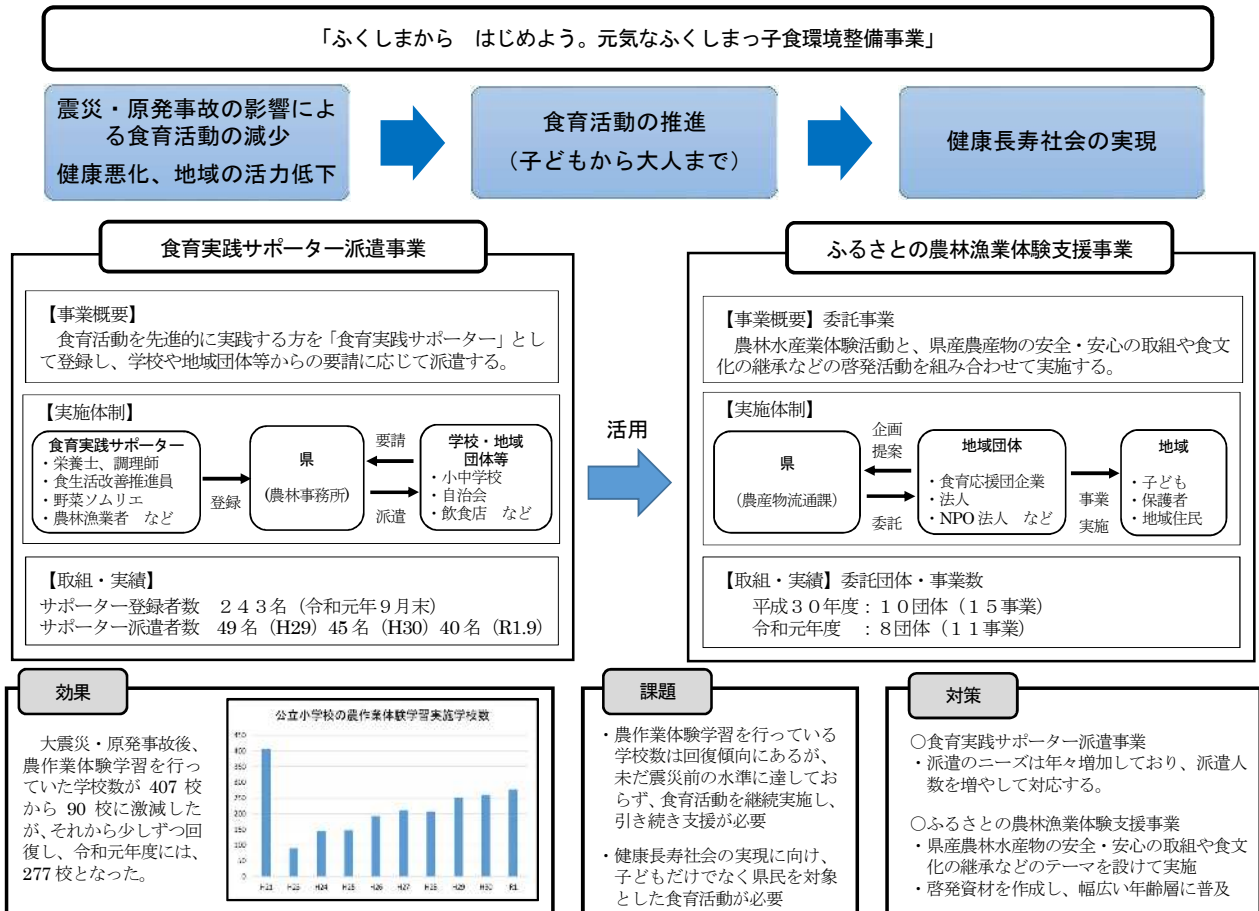 「ふくしまから　はじめよう。元気なふくしまっ子食環境整備事業」
震災・原発事故の影響によ
る食育活動の減少
健康悪化、地域の活力低下
食育活動の推進
（子どもから大人まで）
健康長寿社会の実現
食育実践サポーター派遣事業
【事業概要】
食育活動を先進的に実践する方を「食育実践サポーター」とし
て登録し、学校や地域団体等からの要請に応じて派遣する。
【実施体制】
食育実践サポーター
・栄養士、調理師
・食生活改善推進員
・野菜ソムリエ
・農林漁業者　など
登録
県
(農林事務所)
要請
派遣
学校・地域
団体等
・小中学校
・自治会
・飲食店　など
【取組・実績】
サポーター登録者数　２４３名（令和元年９月末）
サポーター派遣者数　49名（H29）45名（H30）40名（R1.9）
活用
ふるさとの農林漁業体験支援事業
【事業概要】委託事業
農林水産業体験活動と、県産農産物の安全・安心の取組や食文
化の継承などの啓発活動を組み合わせて実施する。
【実施体制】
県
（農産物流通課）
企画
提案
委託
地域団体
・食育応援団企業
・法人
・NPO法人　など
事業
実施
地域
・子ども
・保護者
・地域住民
【取組・実績】委託団体・事業数
平成３０年度：１０団体（１５事業）
令和元年度　：８団体（１１事業）
効果
大震災・原発事故後、
農作業体験学習を行っ
ていた学校数が 407 校
から 90 校に激減した
が、それから少しずつ回
復し、令和元年度には、
277校となった。
公立小学校の農作業体験学習実施学校数
450
400
350
300
250
200
150
100
50
0
H21 H23 H24 H25 H26 H27 H28 H29 H30 R1
課題
・農作業体験学習を行っている
学校数は回復傾向にあるが、
未だ震災前の水準に達してお
らず、食育活動を継続実施し、
引き続き支援が必要
・健康長寿社会の実現に向け、
子どもだけでなく県民を対象
とした食育活動が必要
対策
○食育実践サポーター派遣事業
・派遣のニーズは年々増加しており、派遣人
数を増やして対応する。
○ふるさとの農林漁業体験支援事業
・県産農林水産物の安全・安心の取組や食文
化の継承などのテーマを設けて実施
・啓発資材を作成し、幅広い年齢層に普及